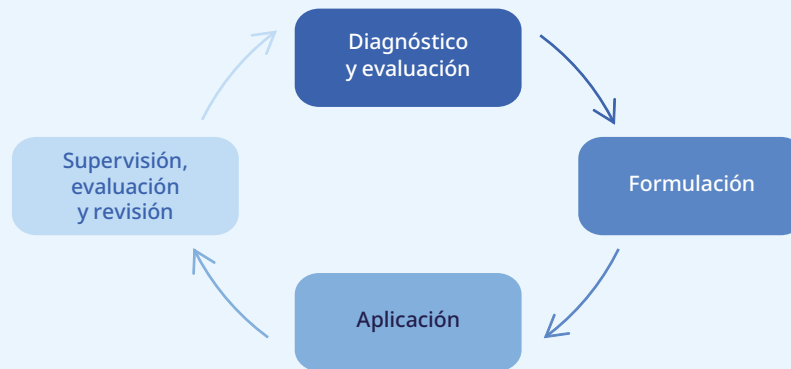 Diagnóstico
y evaluación
Formulación
Aplicación
Supervisión,
evaluación
y revisión